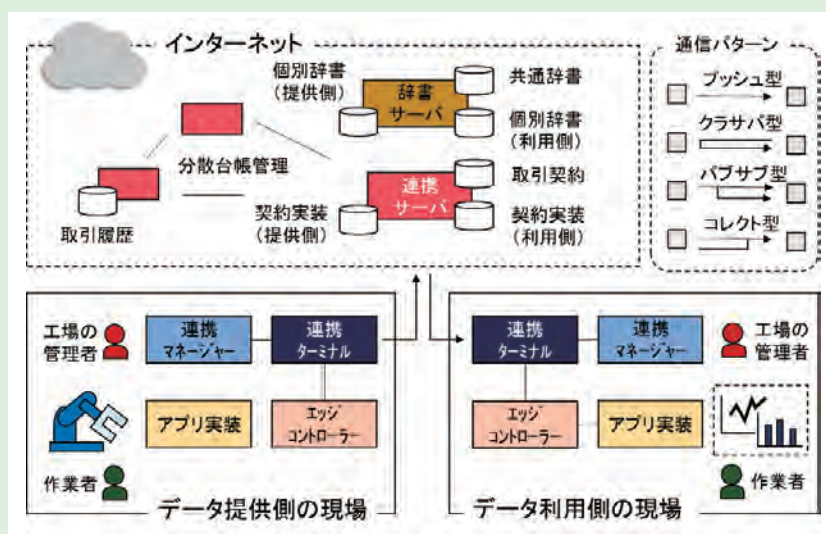 インターネット
個別辞書
(提供側)
辞書
サーバ
共通辞書
個別辞書
(利用側)
分散台帳管理
取引履歴
契約実装
(提供側)
連携
サーバ
取引契約
契約実装
(利用側)
通信パターン
プッシュ型
クラサバ型
パブサブ型
コレクト型
工場の
管理者
連携
マネージャー
連携
ターミナル
アプリ実装
エッジ
コントローラー
作業者
データ提供側の現場
連携
ターミナル
連携
マネージャー
工場の
管理者
エッジ
コントローラー
アプリ実装
作業者
データ利用側の現場